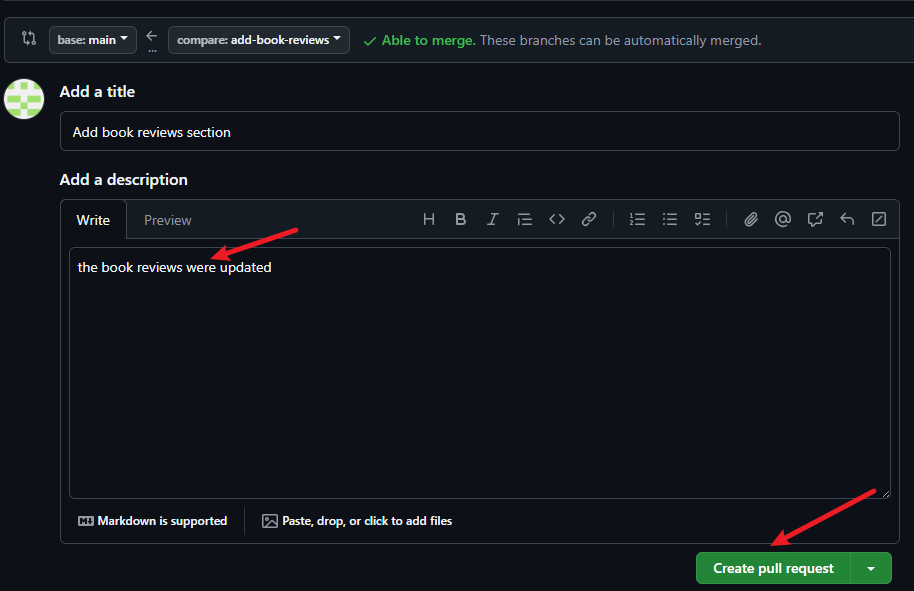 base: main compare: add-book-reviews Able to merge. These branches can be automatically merged.
Add a title
Add book reviews section
Add a description
Write Preview
the book reviews were updated
Markdown is supported Paste, drop, or click to add files
Create pull request